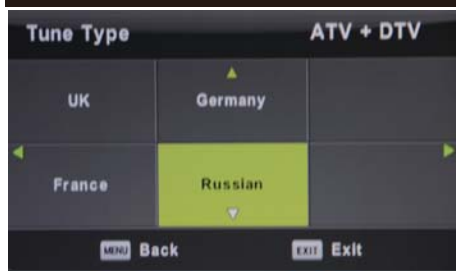 Tune Type ATV + DTV
UK Germany
France Russian
MENU Back EXIT Exit